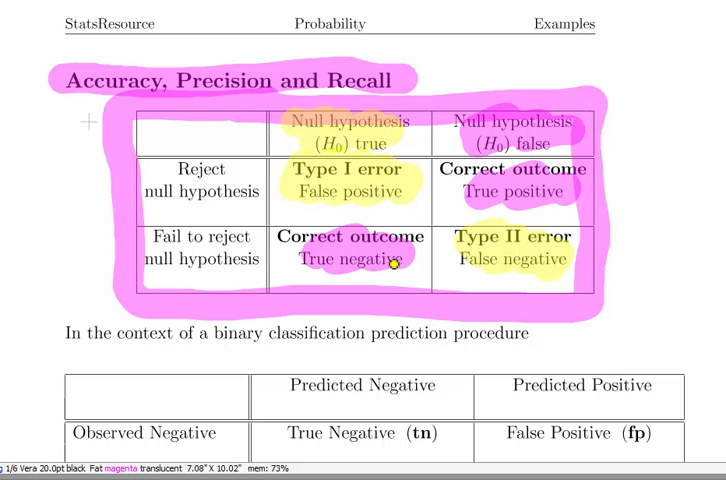 StatsResource Probability Examples
Accuracy, Precision and Recall
Null hypothesis Null hypothesis
(H0) true (H0) false
Reject Type I error Correct outcome
null hypothesis False positive True positive
Fail to reject Correct outcome Type II error
null hypothesis True negative False negative
In the context of a binary classification prediction procedure
Predicted Negative Predicted Positive
Observed Negative True Negative (tn) False Positive (fp)
1/6 Vera 20.0pt black Fat magenta translucent 7.08" X 10.02" mem: 73%